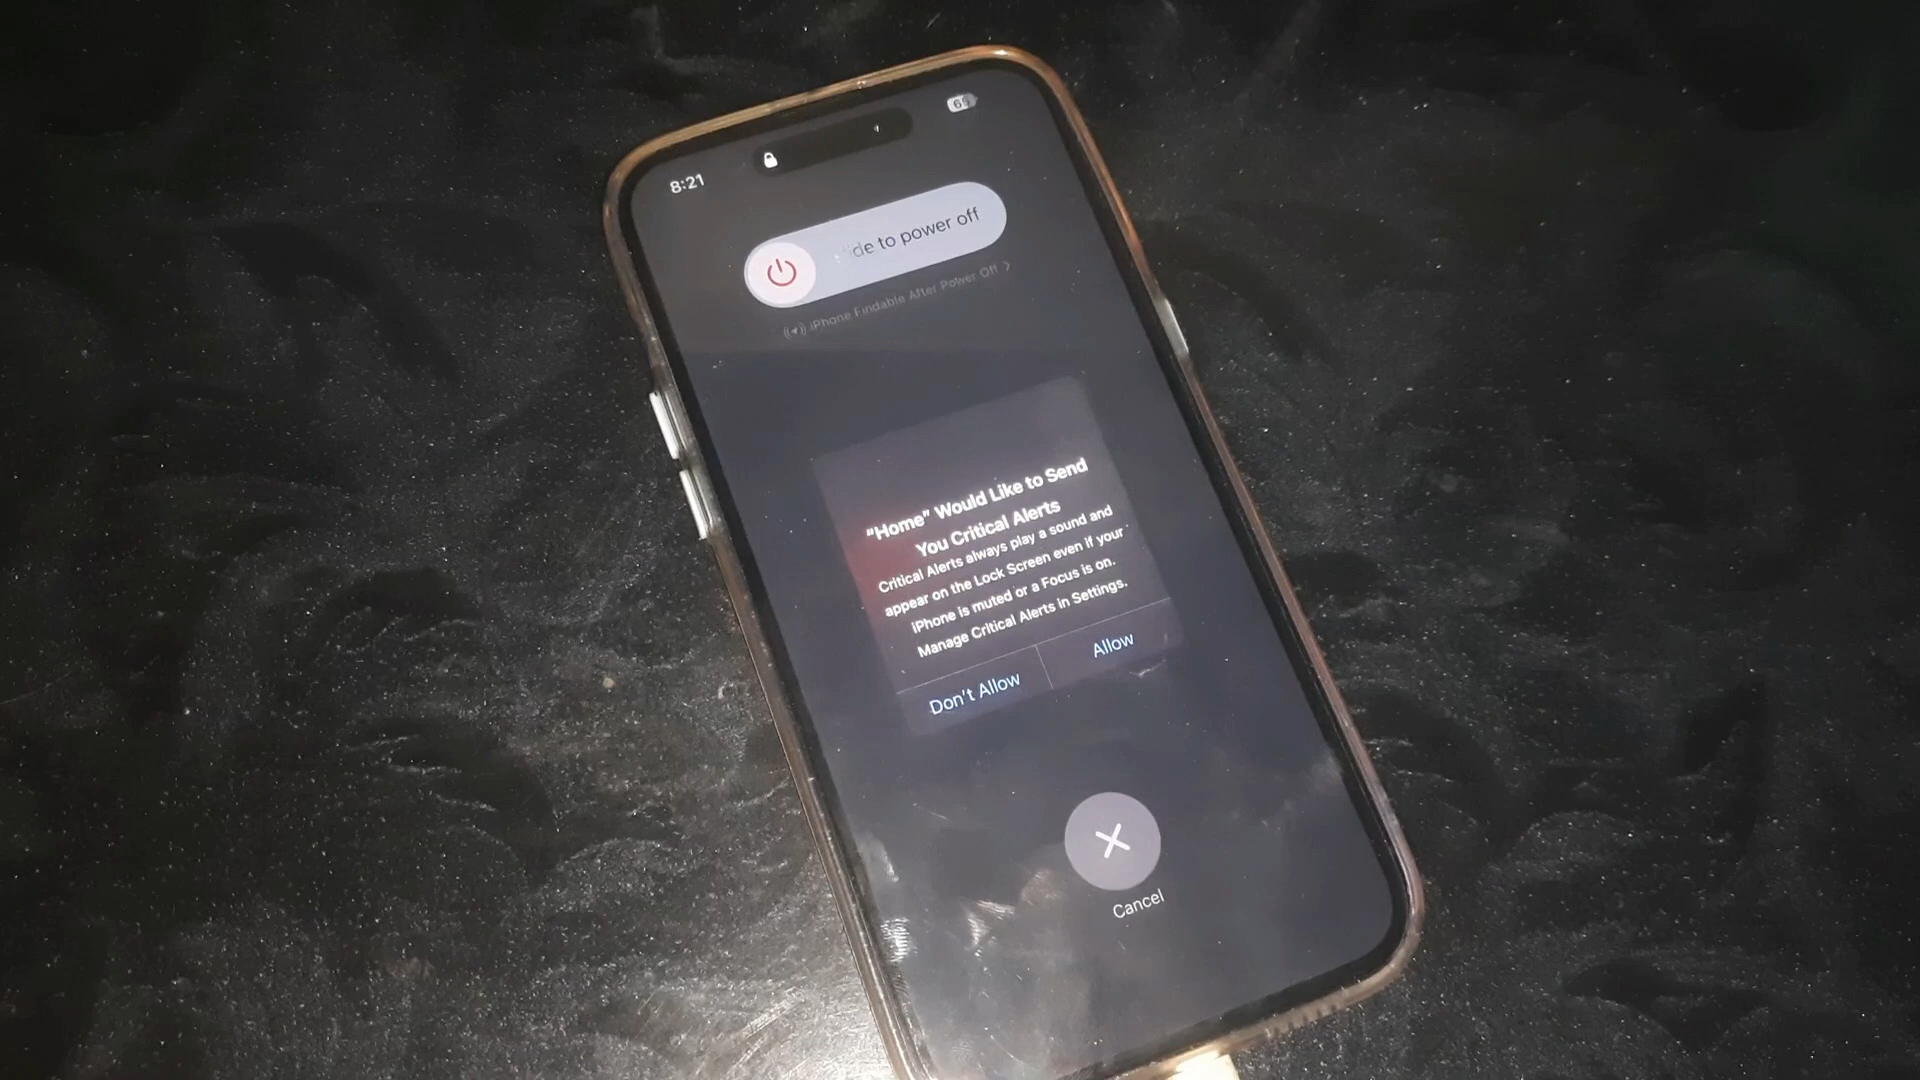 8:21
65
de to power off
iPhone Findable After Power Off
“Home” Would Like to Send
You Critical Alerts
Critical Alerts always play a sound and
appear on the Lock Screen even if your
iPhone is muted or a Focus is on.
Manage Critical Alerts in Settings.
Don't Allow
Allow
Cancel